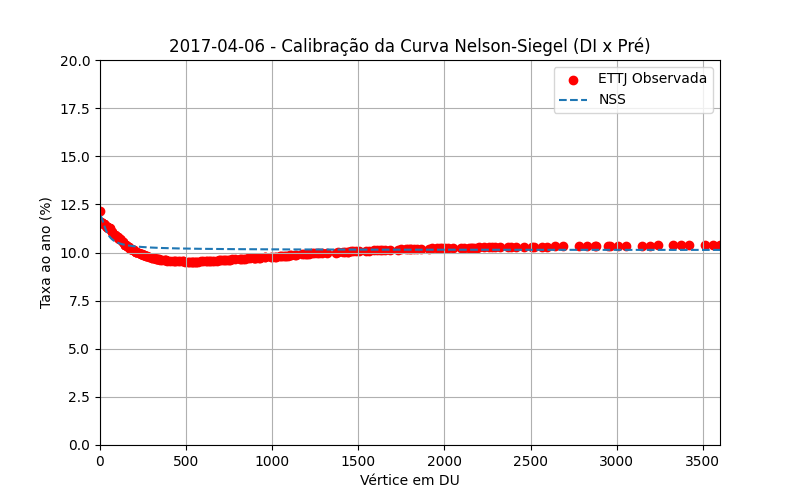 2017-04-06 - Calibração da Curva Nelson-Siegel (DI x Pré)
ETTJ Observada
NSS
Taxa ao ano (%)
20.0
17.5
15.0
12.5
10.0
7.5
5.0
2.5
0.0
0 500 1000 1500 2000 2500 3000 3500
Vértice em DU